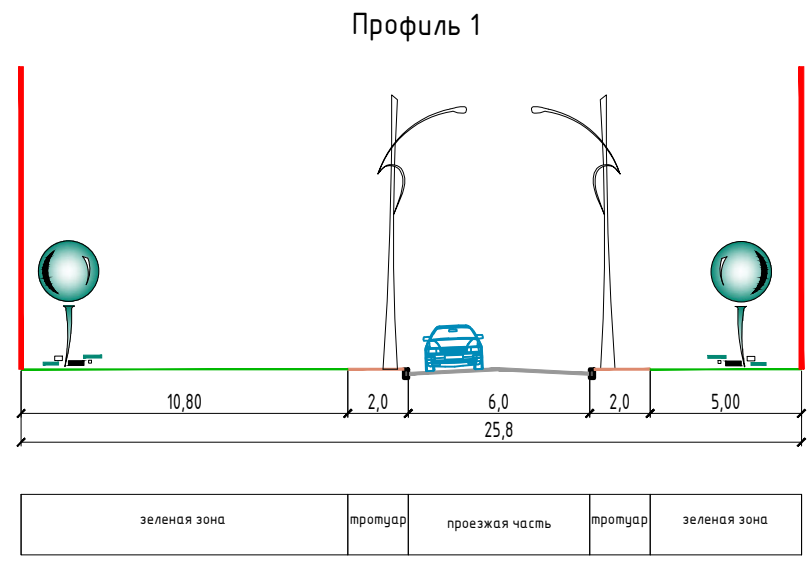 Профиль 1
10,80 2,0 6,0 2,0 5,00
25,8
зеленая зона тротуар проезжая часть тротуар зеленая зона